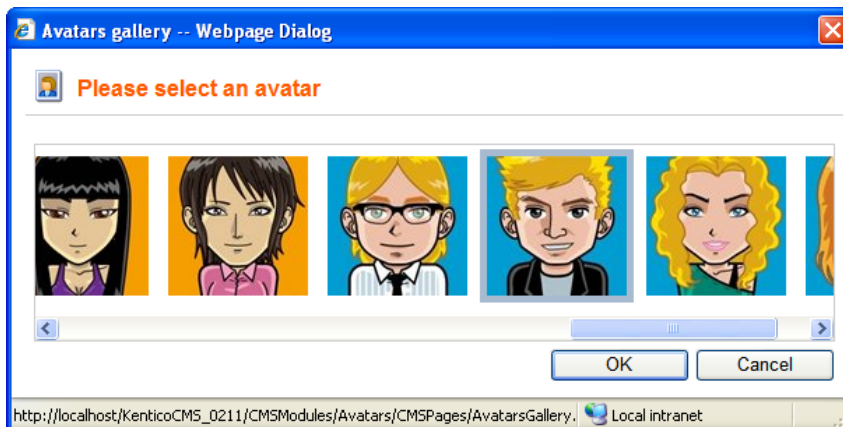 Avatars gallery -- Webpage Dialog
Please select an avatar
OK Cancel
http://localhost/KenticoCMS_0211/CMSModules/Avatars/CMSPages/AvatarsGallery. Local intranet